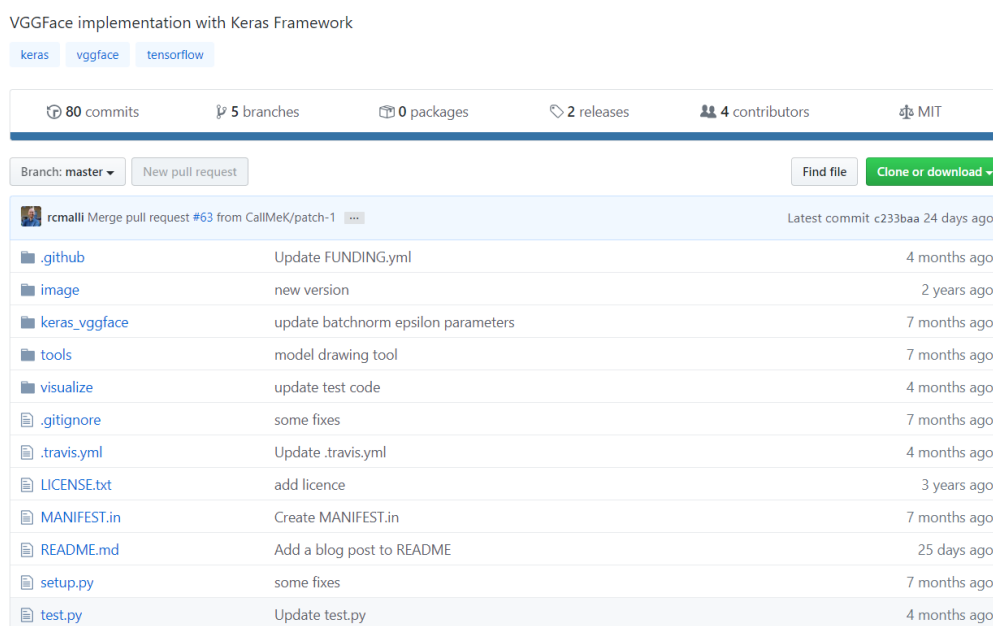 VGGFace implementation with Keras Framework
keras vggface tensorflow
80 commits 5 branches 0 packages 2 releases 4 contributors MIT
Branch: master New pull request Find file Clone or download
rcmalli Merge pull request #63 from CallMeK/patch-1 ... Latest commit c233baa 24 days ago
.github Update FUNDING.yml 4 months ago
image new version 2 years ago
keras_vggface update batchnorm epsilon parameters 7 months ago
tools model drawing tool 7 months ago
visualize update test code 4 months ago
.gitignore some fixes 7 months ago
.travis.yml Update .travis.yml 4 months ago
LICENSE.txt add licence 3 years ago
MANIFEST.in Create MANIFEST.in 7 months ago
README.md Add a blog post to README 25 days ago
setup.py some fixes 7 months ago
test.py Update test.py 4 months ago